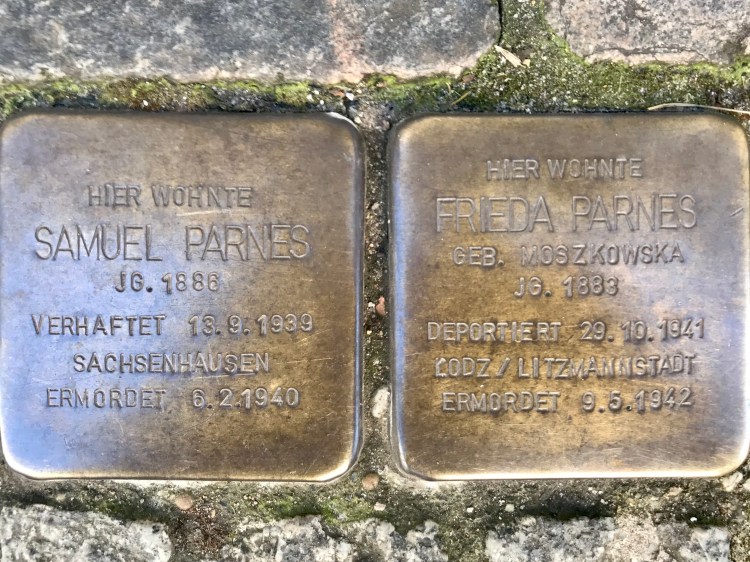 HIER WOHNTE
SAMUEL PARNES
JG. 1886
VERHAFTET 13.9.1939
SACHSENHAUSEN
ERMORDET 6.2.1940
HIER WOHNTE
FRIEDA PARNES
GEB. MOSZKOWSKA
JG. 1883
DEPORTIERT 29.10.1941
ŁODZ / LITZMANNSTADT
ERMORDET 9.5.1942